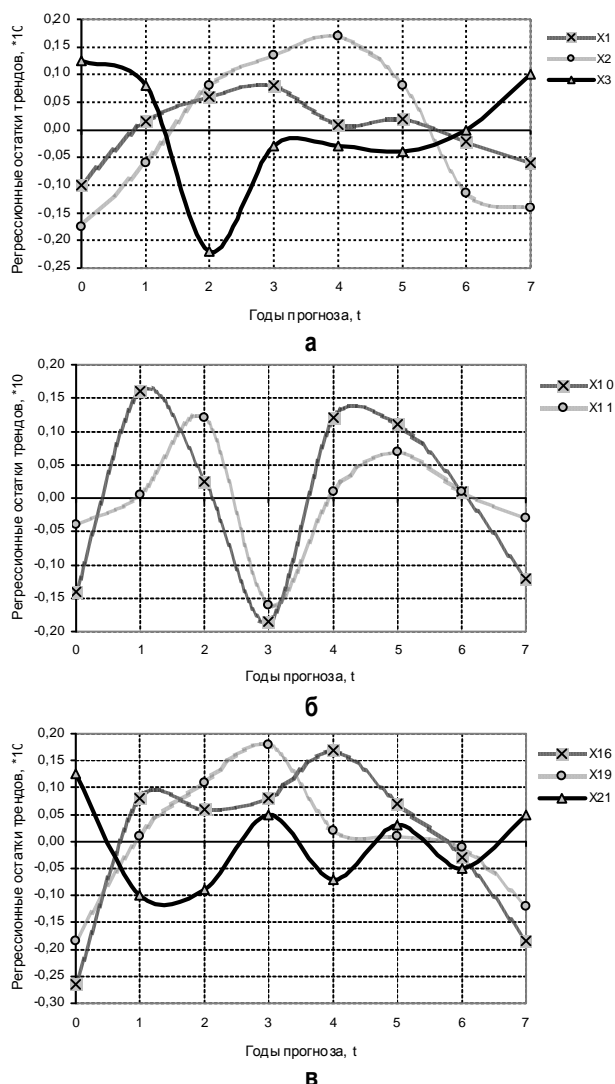 Регрессионные остатки трендов, *10
0,20
0,15
0,10
0,05
0,00
-0,05
-0,10
-0,15
-0,20
-0,25
0 1 2 3 4 5 6 7
Годы прогноза, t
X1
X2
X3
а
Регрессионные остатки трендов, *10
0,20
0,15
0,10
0,05
0,00
-0,05
-0,10
-0,15
-0,20
0 1 2 3 4 5 6 7
Годы прогноза, t
X10
X11
б
Регрессионные остатки трендов, *10
0,20
0,15
0,10
0,05
0,00
-0,05
-0,10
-0,15
-0,20
-0,25
-0,30
0 1 2 3 4 5 6 7
Годы прогноза, t
X16
X19
X21
в